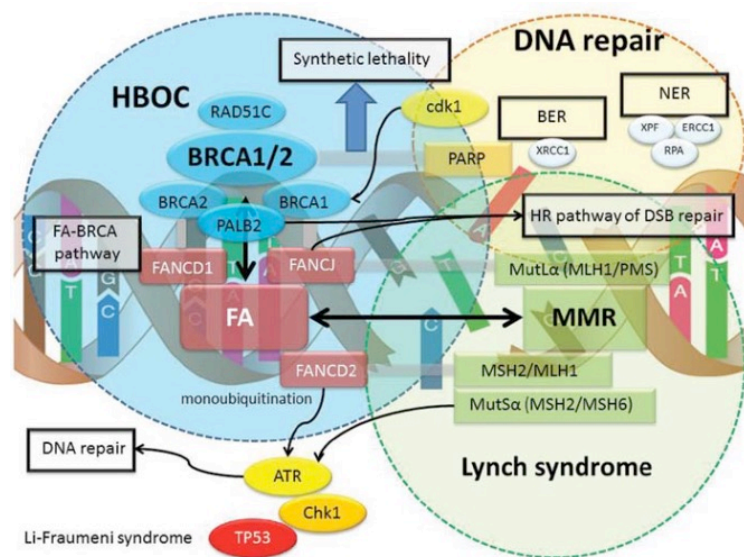 DNA repair
Synthetic lethality
HBOC
NER
cdk1
BER
RAD51C
XPF
ERCC1
XRCC1
RPA
BRCA1/2
PARP
BRCA2
BRCA1
PALB2
HR pathway of DSB repair
FA-BRCA
pathway
FANCD1
FANCJ
MutLα (MLH1/PMS)
FA
MMR
FANCD2
MSH2/MLH1
monoubiquitination
MutSα (MSH2/MSH6)
DNA repair
ATR
Lynch syndrome
Chk1
Li-Fraumeni syndrome
TP53